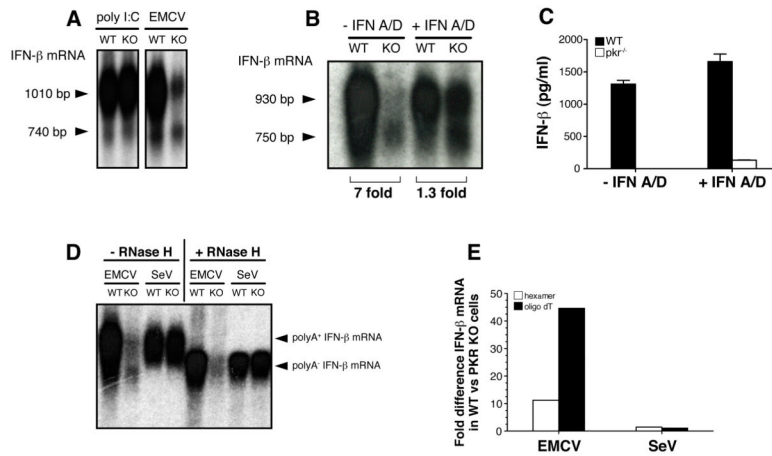 A
poly I:C EMCV
WT KO WT KO
IFN-β mRNA
1010 bp
740 bp
B
- IFN A/D + IFN A/D
WT KO WT KO
IFN-β mRNA
930 bp
750 bp
7 fold 1.3 fold
C
WT
pkr-/-
IFN-β (pg/ml)
2000
1500
1000
500
0
- IFN A/D + IFN A/D
D
- RNase H + RNase H
EMCV SeV EMCV SeV
WT KO WT KO WT KO WT KO
polyA+ IFN-β mRNA
polyA- IFN-β mRNA
E
hexamer
oligo dT
Fold difference IFN-β mRNA
in WT vs PKR KO cells
50
40
30
20
10
0
EMCV SeV